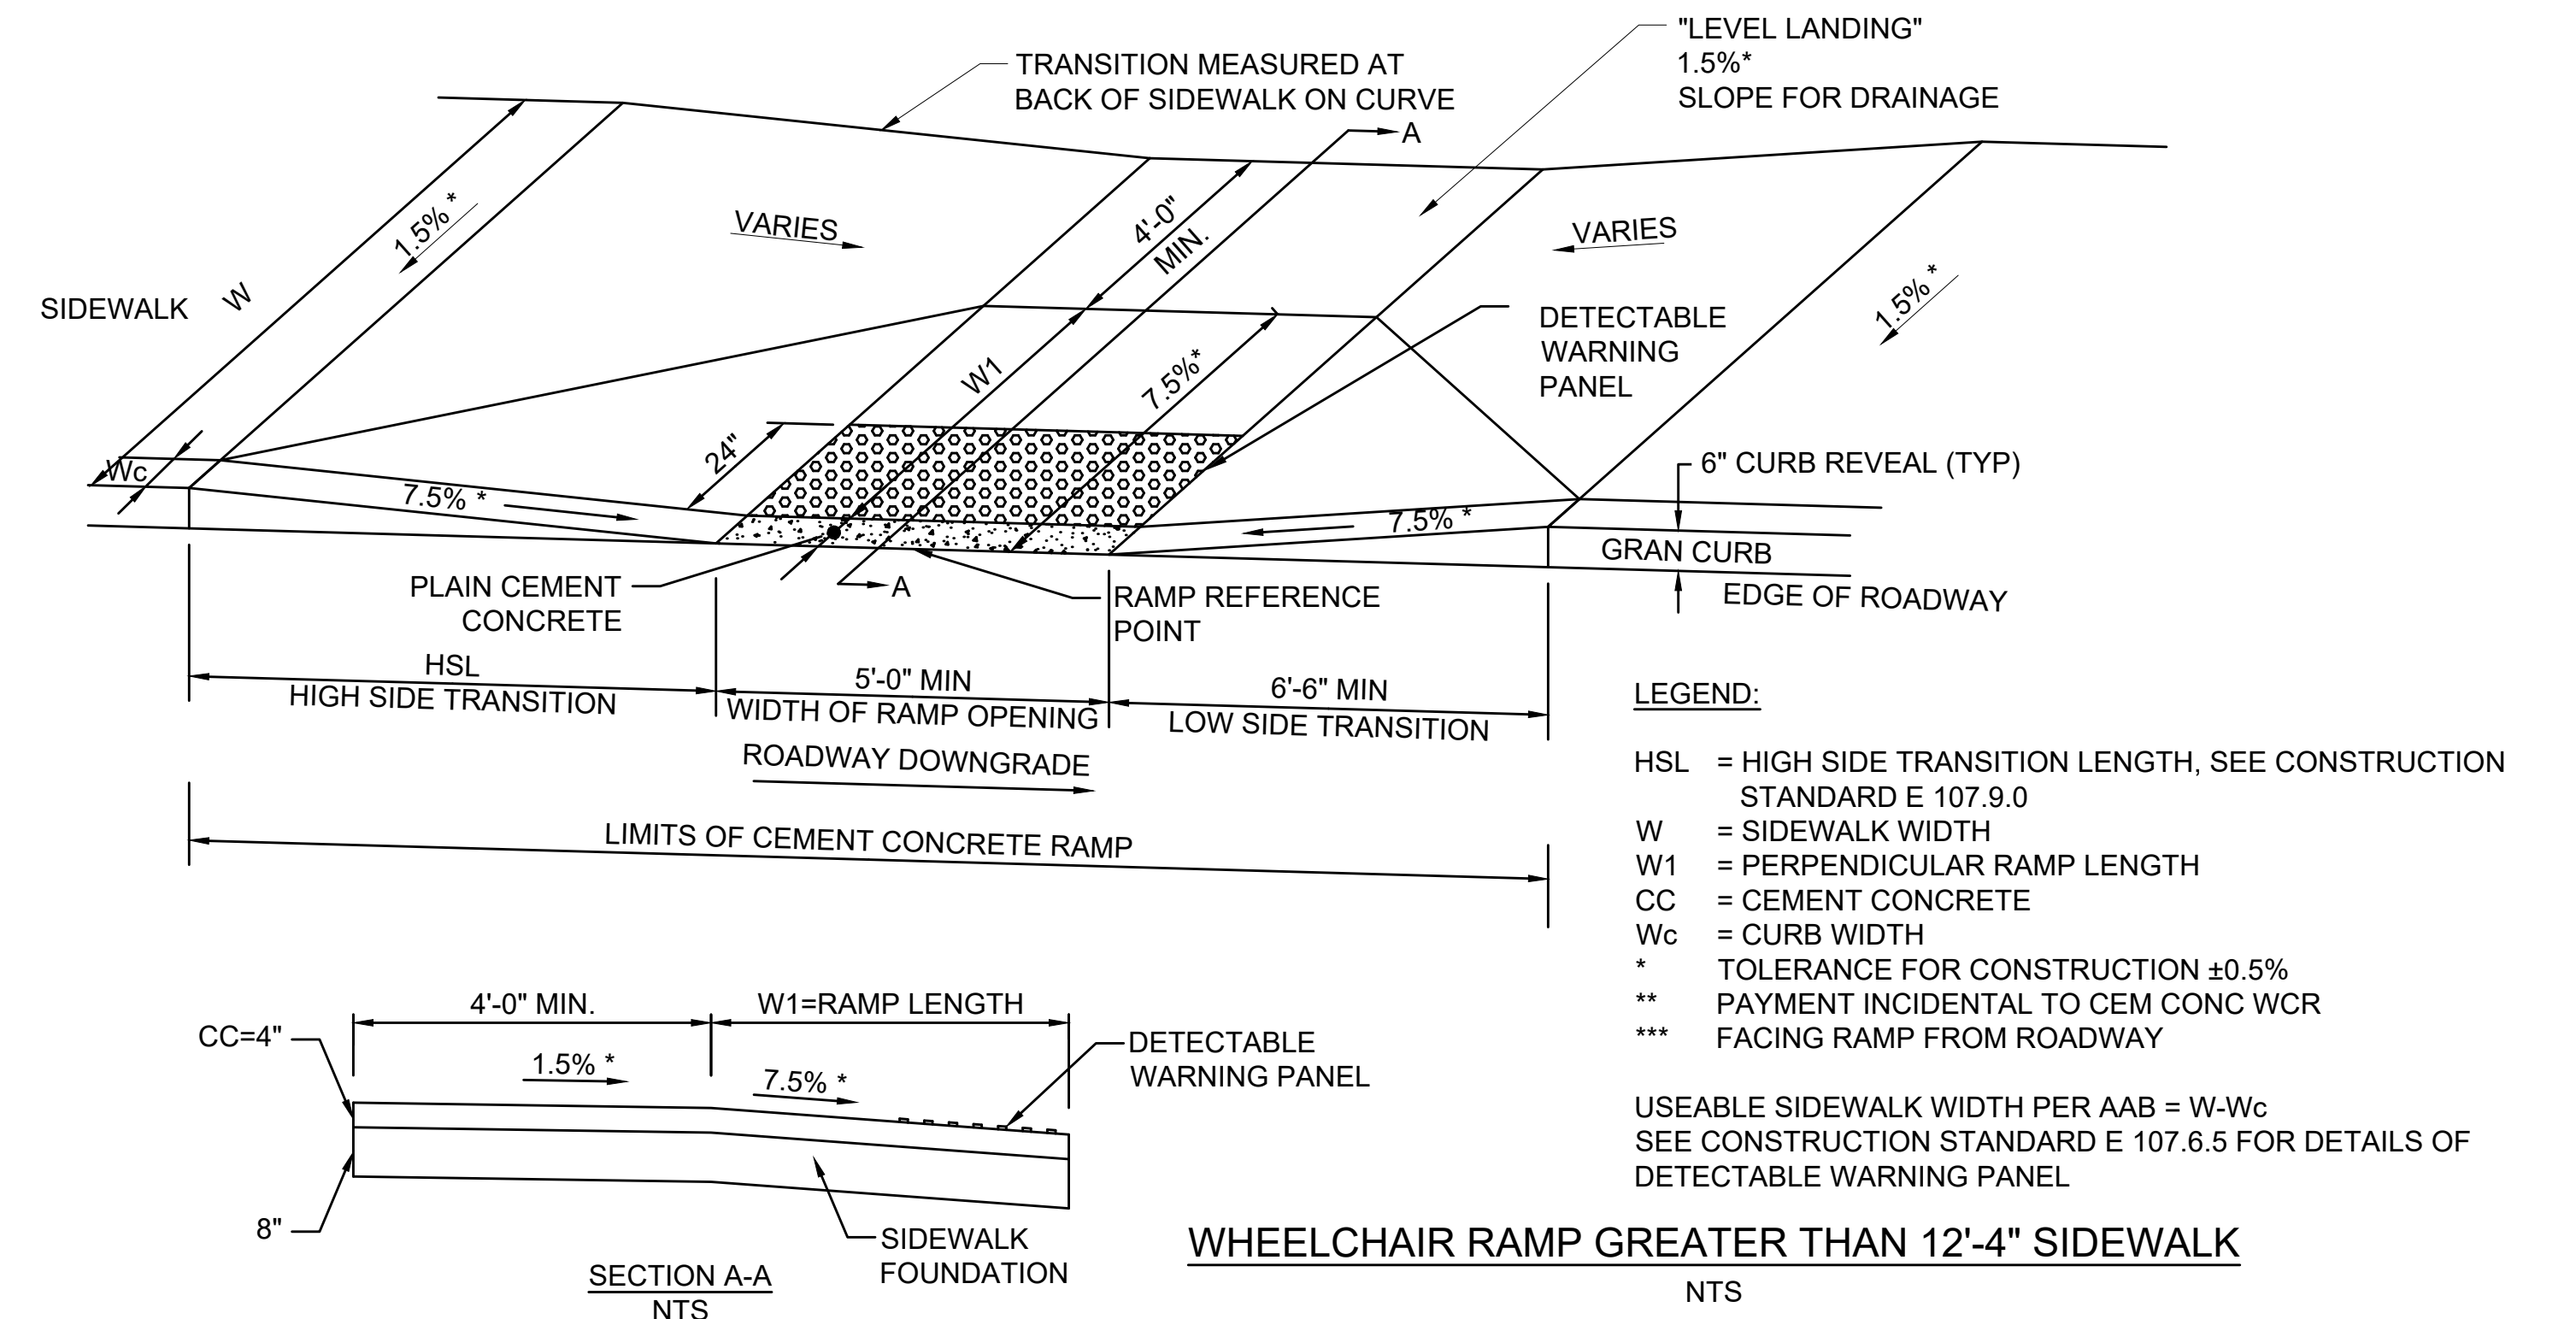 "LEVEL LANDING"
1.5%*
SLOPE FOR DRAINAGE
TRANSITION MEASURED AT
BACK OF SIDEWALK ON CURVE
A
SIDEWALK
W
1.5% *
VARIES
4'-0"
MIN.
VARIES
1.5% *
DETECTABLE
WARNING
PANEL
W1
7.5%*
24"
Wc
7.5% *
7.5% *
6" CURB REVEAL (TYP)
GRAN CURB
EDGE OF ROADWAY
PLAIN CEMENT
CONCRETE
A
RAMP REFERENCE
POINT
HSL
HIGH SIDE TRANSITION
5'-0" MIN
WIDTH OF RAMP OPENING
6'-6" MIN
LOW SIDE TRANSITION
ROADWAY DOWNGRADE
LIMITS OF CEMENT CONCRETE RAMP
LEGEND:
HSL = HIGH SIDE TRANSITION LENGTH, SEE CONSTRUCTION
STANDARD E 107.9.0
W = SIDEWALK WIDTH
W1 = PERPENDICULAR RAMP LENGTH
CC = CEMENT CONCRETE
Wc = CURB WIDTH
* TOLERANCE FOR CONSTRUCTION ±0.5%
** PAYMENT INCIDENTAL TO CEM CONC WCR
*** FACING RAMP FROM ROADWAY
USEABLE SIDEWALK WIDTH PER AAB = W-Wc
SEE CONSTRUCTION STANDARD E 107.6.5 FOR DETAILS OF
DETECTABLE WARNING PANEL
4'-0" MIN.
W1=RAMP LENGTH
CC=4"
1.5% *
7.5% *
DETECTABLE
WARNING PANEL
8"
SIDEWALK
FOUNDATION
SECTION A-A
NTS
WHEELCHAIR RAMP GREATER THAN 12'-4" SIDEWALK
NTS